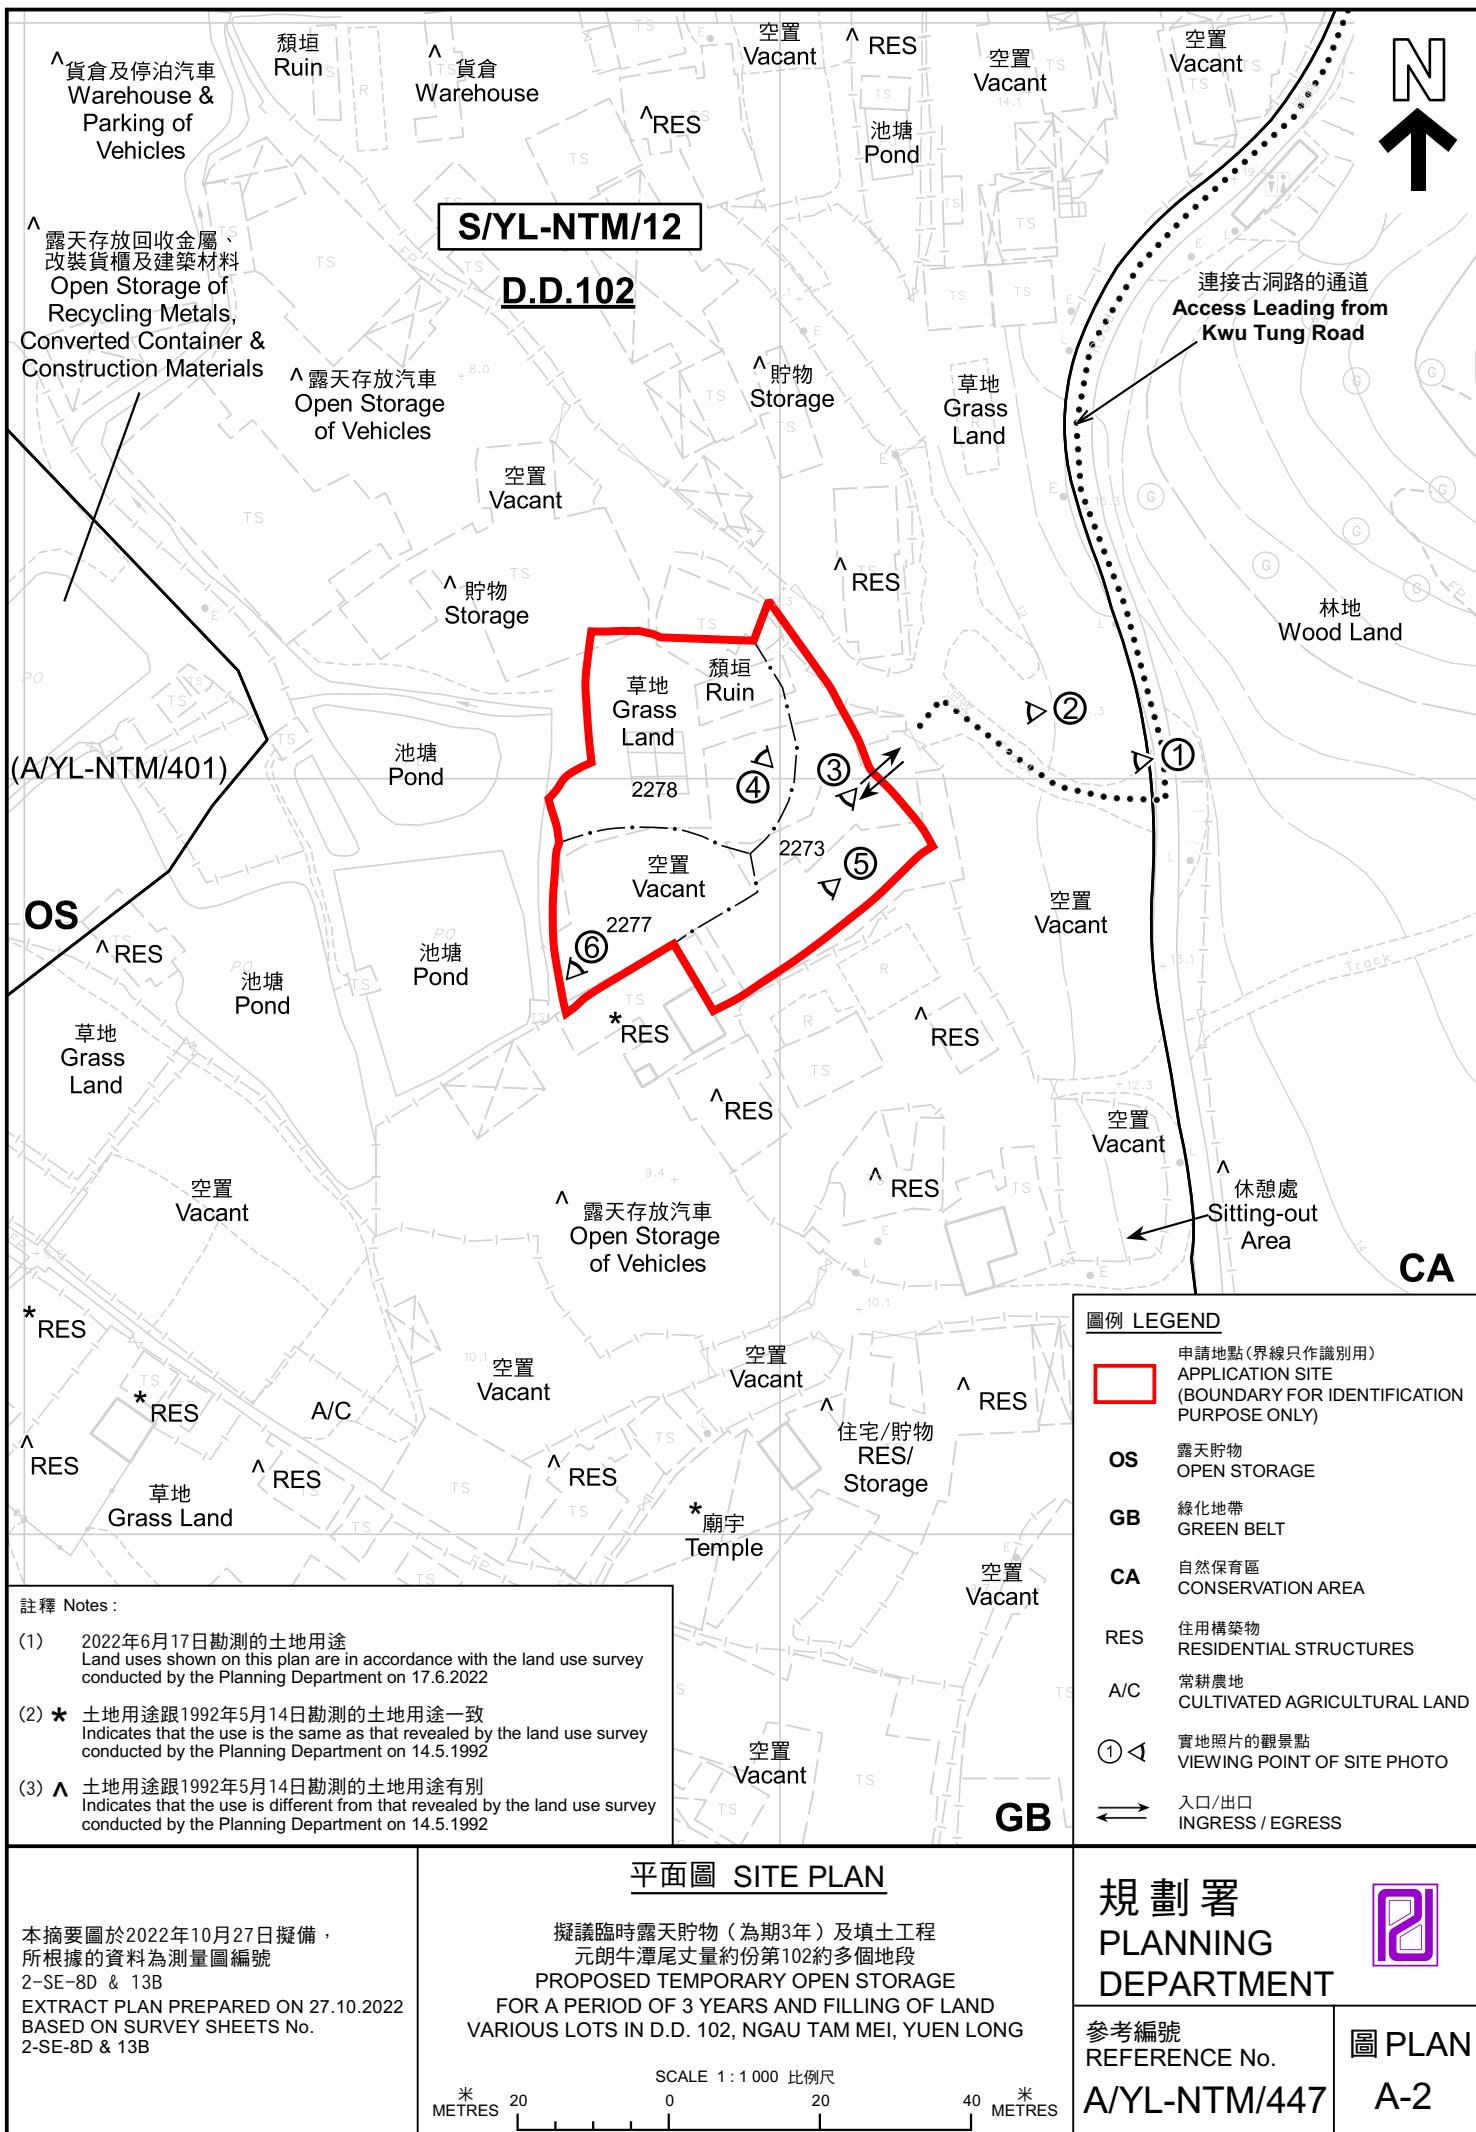 ^貨倉及停泊汽車
Warehouse &
Parking of
Vehicles
頹垣
Ruin
^
貨倉
Warehouse
空置
Vacant
^ RES
空置
Vacant
空置
Vacant
N
^RES
池塘
Pond
^
露天存放回收金屬、
改裝貨櫃及建築材料
Open Storage of
Recycling Metals,
Converted Container &
Construction Materials
S/YL-NTM/12
D.D.102
連接古洞路的通道
Access Leading from
Kwu Tung Road
^露天存放汽車
Open Storage
of Vehicles
^貯物
Storage
草地
Grass
Land
空置
Vacant
^貯物
Storage
^
RES
林地
Wood Land
草地
Grass
Land
頹垣
Ruin
2278
④
③
②
①
(A/YL-NTM/401)
池塘
Pond
空置
Vacant
2273
⑤
2277
⑥
OS
^RES
池塘
Pond
池塘
Pond
空置
Vacant
草地
Grass
Land
*RES
^
RES
^RES
空置
Vacant
空置
Vacant
^
RES
^
休憩處
Sitting-out
Area
^
露天存放汽車
Open Storage
of Vehicles
CA
*RES
*RES
A/C
^
RES
^ RES
草地
Grass Land
空置
Vacant
^ RES
空置
Vacant
^
住宅/貯物
RES/
Storage
^ RES
*廟宇
Temple
空置
Vacant
空置
Vacant
GB
圖例 LEGEND
申請地點(界線只作識別用)
APPLICATION SITE
(BOUNDARY FOR IDENTIFICATION
PURPOSE ONLY)
OS 露天貯物
OPEN STORAGE
GB 綠化地帶
GREEN BELT
CA 自然保育區
CONSERVATION AREA
RES 住用構築物
RESIDENTIAL STRUCTURES
A/C 常耕農地
CULTIVATED AGRICULTURAL LAND
① 實地照片的觀景點
VIEWING POINT OF SITE PHOTO
入口/出口
INGRESS / EGRESS
註釋 Notes :
(1) 2022年6月17日勘測的土地用途
Land uses shown on this plan are in accordance with the land use survey
conducted by the Planning Department on 17.6.2022
(2) * 土地用途跟1992年5月14日勘測的土地用途一致
Indicates that the use is the same as that revealed by the land use survey
conducted by the Planning Department on 14.5.1992
(3) ^ 土地用途跟1992年5月14日勘測的土地用途有別
Indicates that the use is different from that revealed by the land use survey
conducted by the Planning Department on 14.5.1992
本摘要圖於2022年10月27日擬備，
所根據的資料為測量圖編號
2-SE-8D & 13B
EXTRACT PLAN PREPARED ON 27.10.2022
BASED ON SURVEY SHEETS No.
2-SE-8D & 13B
平面圖 SITE PLAN
擬議臨時露天貯物（為期3年）及填土工程
元朗牛潭尾丈量約份第102約多個地段
PROPOSED TEMPORARY OPEN STORAGE
FOR A PERIOD OF 3 YEARS AND FILLING OF LAND
VARIOUS LOTS IN D.D. 102, NGAU TAM MEI, YUEN LONG
SCALE 1 : 1 000 比例尺
米
METRES 20 0 20 40 米
METRES
規劃署
PLANNING
DEPARTMENT
參考編號
REFERENCE No.
A/YL-NTM/447
圖 PLAN
A-2